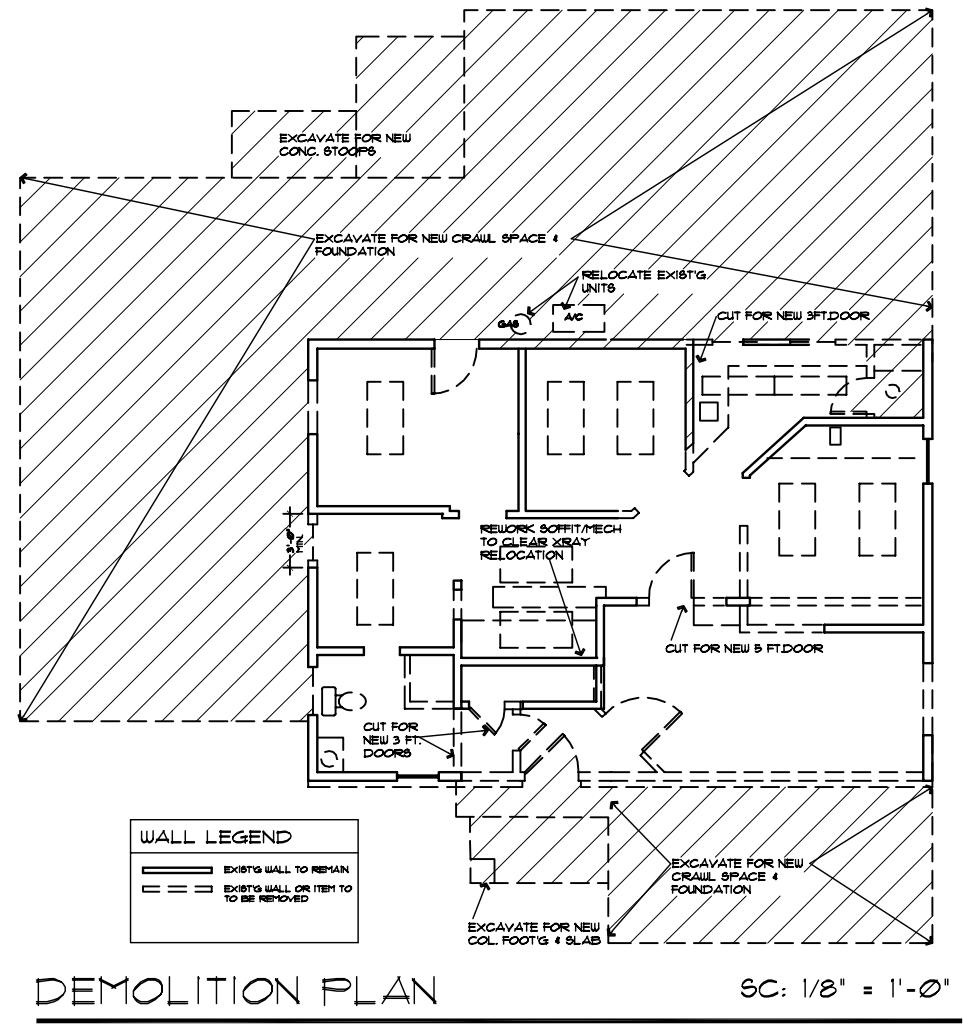 EXCAVATE FOR NEW
CONC. STOOPS
EXCAVATE FOR NEW CRAWL SPACE &
FOUNDATION
RELOCATE EXIST'G.
UNITS
GAS
A/C
CUT FOR NEW 3FT.DOOR
REWORK SOFFIT/MECH
TO CLEAR XRAY
RELOCATION
3'-0"
MIN.
CUT FOR NEW 5 FT.DOOR
CUT FOR
NEW 3 FT.
DOORS
WALL LEGEND
EXIST'G WALL TO REMAIN
EXIST'G WALL OR ITEM TO
TO BE REMOVED
EXCAVATE FOR NEW
CRAWL SPACE &
FOUNDATION
EXCAVATE FOR NEW
COL. FOOT'G & SLAB
DEMOLITION PLAN
SC: 1/8" = 1'-0"